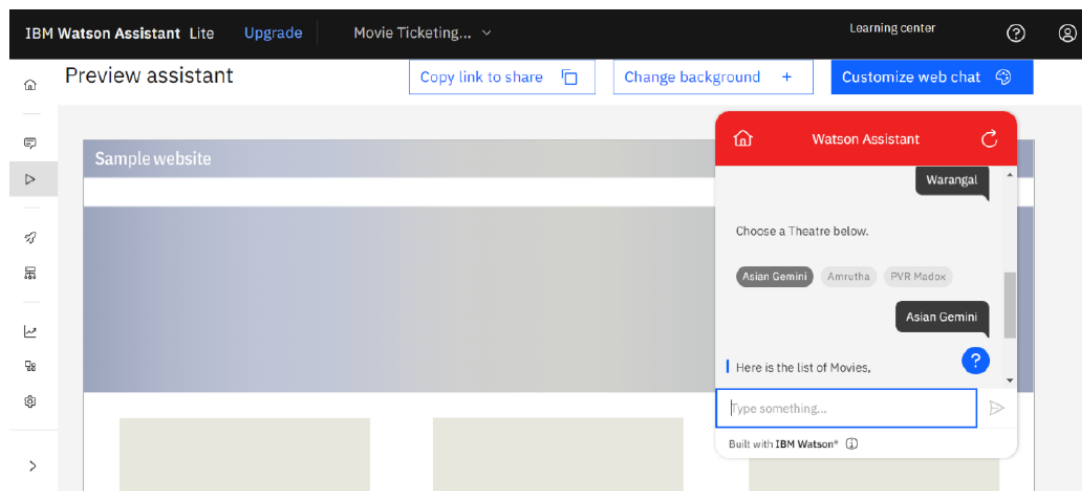 IBM Watson Assistant Lite Upgrade Movie Ticketing... Learning center
Preview assistant Copy link to share Change background + Customize web chat
Sample website
Watson Assistant
Warangal
Choose a Theatre below.
Asian Gemini Amrutha PVR Madox
Asian Gemini
Here is the list of Movies,
?
Type something...
Built with IBM Watson®